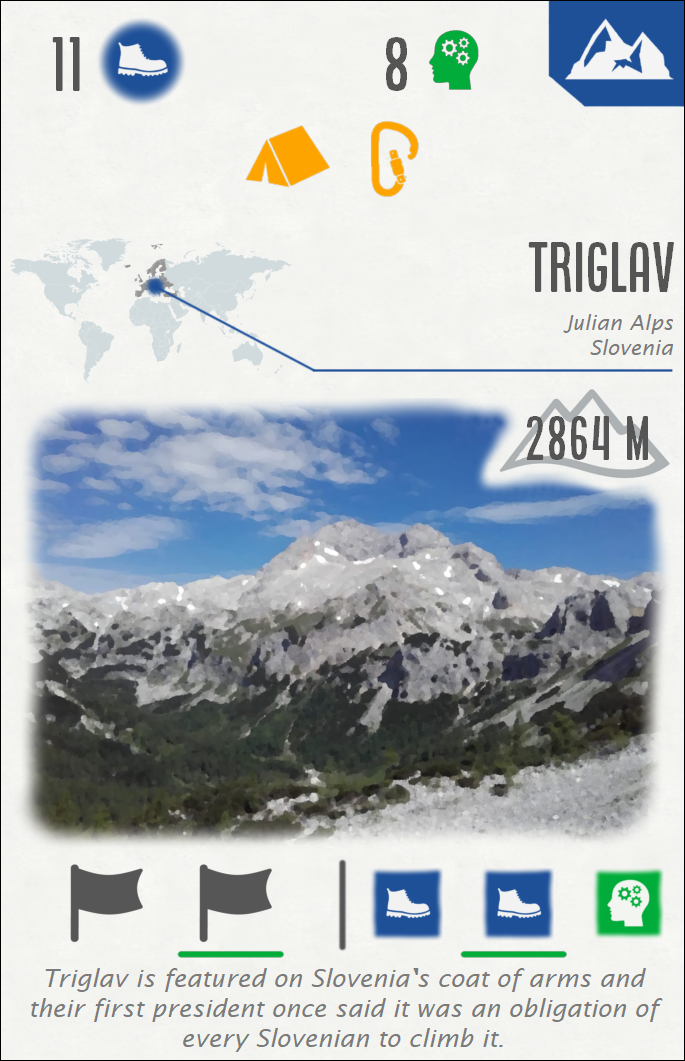 11
8
TRIGLAV
Julian Alps
Slovenia
2864 M
Triglav is featured on Slovenia's coat of arms and
their first president once said it was an obligation of
every Slovenian to climb it.